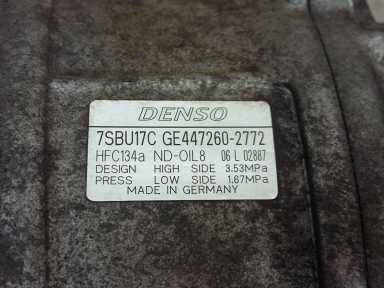 DENSO
7SBU17C GE447260-2772
HFC134a ND-OIL8 06 L 02887
DESIGN HIGH SIDE 3.53MPa
PRESS LOW SIDE 1.67MPa
MADE IN GERMANY